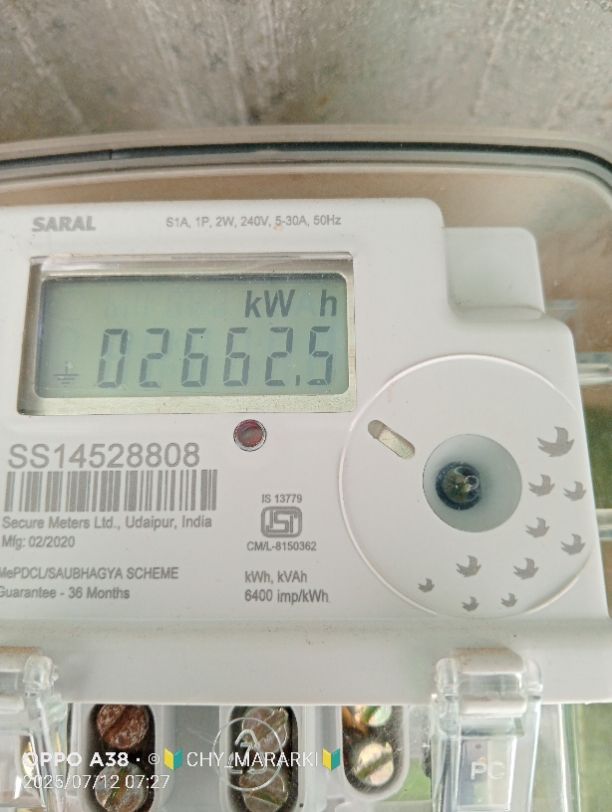 SARAL
S1A, 1P, 2W, 240V, 5-30A, 50Hz
kWh
02662.5
SS14528808
Secure Meters Ltd., Udaipur, India
Mfg: 02/2020
IS 13779
ISI
CM/L-8150362
MePDCL/SAUBHAGYA SCHEME
Guarantee - 36 Months
kWh, kVAh
6400 imp/kWh
OPPO A38 · ©🔰CHY_MARARKI🔰
2025/07/12 07:27